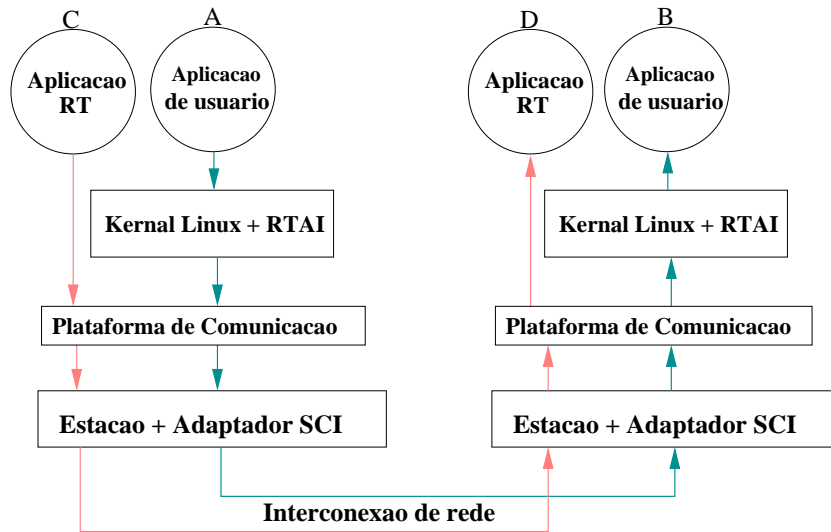 C A D B
Aplicacao
RT
Aplicacao
de usuario
Aplicacao
RT
Aplicacao
de usuario
Kernal Linux + RTAI
Kernal Linux + RTAI
Plataforma de Comunicacao
Plataforma de Comunicacao
Estacao + Adaptador SCI
Estacao + Adaptador SCI
Interconexao de rede